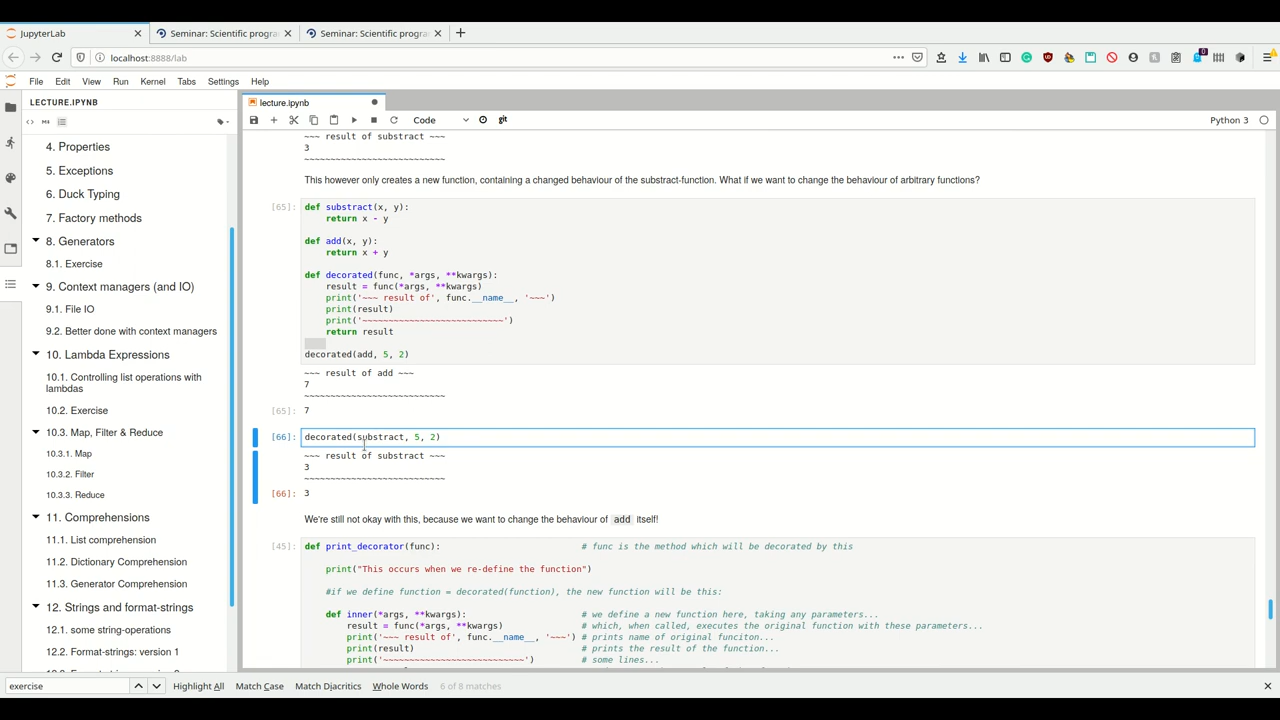 JupyterLab
Seminar: Scientific progra
Seminar: Scientific progra
localhost:8888/lab
0
File Edit View Run Kernel Tabs Settings Help
LECTURE.IPYNB
4. Properties
5. Exceptions
6. Duck Typing
7. Factory methods
8. Generators
8.1. Exercise
9. Context managers (and IO)
9.1. File IO
9.2. Better done with context managers
10. Lambda Expressions
10.1. Controlling list operations with
lambdas
10.2. Exercise
10.3. Map, Filter & Reduce
10.3.1. Map
10.3.2. Filter
10.3.3. Reduce
11. Comprehensions
11.1. List comprehension
11.2. Dictionary Comprehension
11.3. Generator Comprehension
12. Strings and format-strings
12.1. some string-operations
12.2. Format-strings: version 1
lecture.ipynb
Code
git
Python 3
~~~ result of substract ~~~
3
~~~~~~~~~~~~~~~~~~~~~~~~~~~
This however only creates a new function, containing a changed behaviour of the substract-function. What if we want to change the behaviour of arbitrary functions?
[65]: def substract(x, y):
return x - y
def add(x, y):
return x + y
def decorated(func, *args, **kwargs):
result = func(*args, **kwargs)
print('~~~ result of', func.__name__, '~~~')
print(result)
print('~~~~~~~~~~~~~~~~~~~~~~~~~~~')
return result
decorated(add, 5, 2)
~~~ result of add ~~~
7
~~~~~~~~~~~~~~~~~~~~~~~~~~~
[65]: 7
[66]: decorated(substract, 5, 2)
~~~ result of substract ~~~
3
~~~~~~~~~~~~~~~~~~~~~~~~~~~
[66]: 3
We're still not okay with this, because we want to change the behaviour of add itself!
[45]: def print_decorator(func): # func is the method which will be decorated by this
print("This occurs when we re-define the function")
#if we define function = decorated(function), the new function will be this:
def inner(*args, **kwargs): # we define a new function here, taking any parameters...
result = func(*args, **kwargs) # which, when called, executes the original function with these parameters...
print('~~~ result of', func.__name__, '~~~') # prints name of original funciton...
print(result) # prints the result of the function...
print('~~~~~~~~~~~~~~~~~~~~~~~~~~~') # some lines...
exercise
Highlight All Match Case Match Diacritics Whole Words 6 of 8 matches